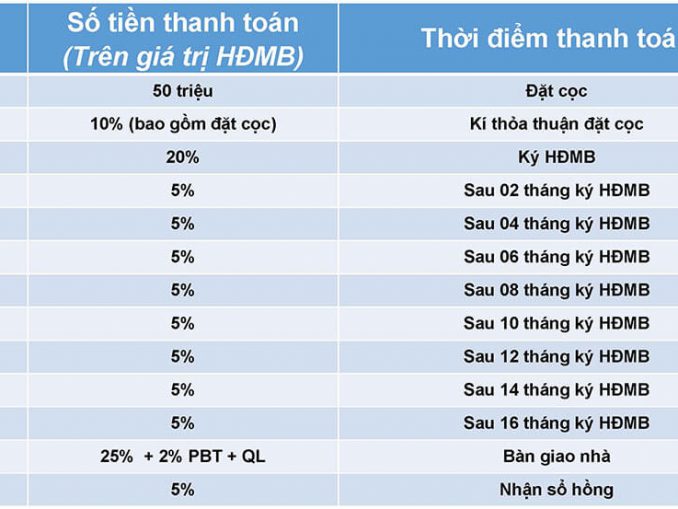 Số tiền thanh toán
(Trên giá trị HĐMB)
Thời điểm thanh toá
50 triệu
Đặt cọc
10% (bao gồm đặt cọc)
Kí thỏa thuận đặt cọc
20%
Ký HĐMB
5%
Sau 02 tháng ký HĐMB
5%
Sau 04 tháng ký HĐMB
5%
Sau 06 tháng ký HĐMB
5%
Sau 08 tháng ký HĐMB
5%
Sau 10 tháng ký HĐMB
5%
Sau 12 tháng ký HĐMB
5%
Sau 14 tháng ký HĐMB
5%
Sau 16 tháng ký HĐMB
25% + 2% PBT + QL
Bàn giao nhà
5%
Nhận sổ hồng